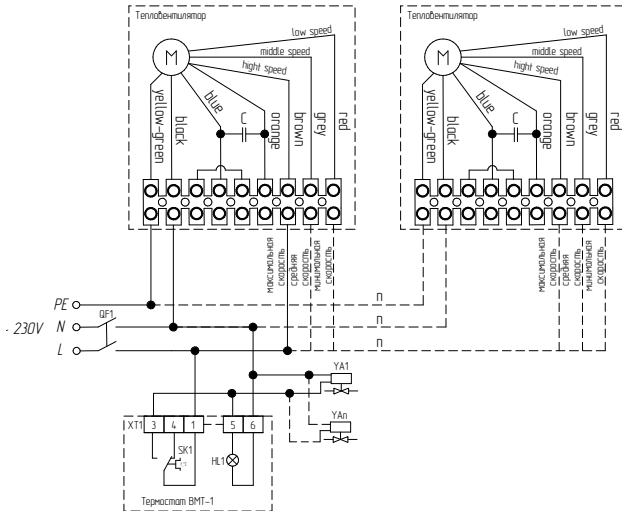 Тепловентилятор
Тепловентилятор
M
low speed
middle speed
hight speed
yellow-green
black
blue
C
orange
brown
grey
red
M
low speed
middle speed
hight speed
yellow-green
black
blue
C
orange
brown
grey
red
максимальная
скорость
средняя
скорость
минимальная
скорость
максимальная
скорость
средняя
скорость
минимальная
скорость
PE
n
QF1
~ 230V
N
n
L
n
YA1
YAn
XT1
3
4
1
5
6
SK1
HL1
Термостат ВМТ-1